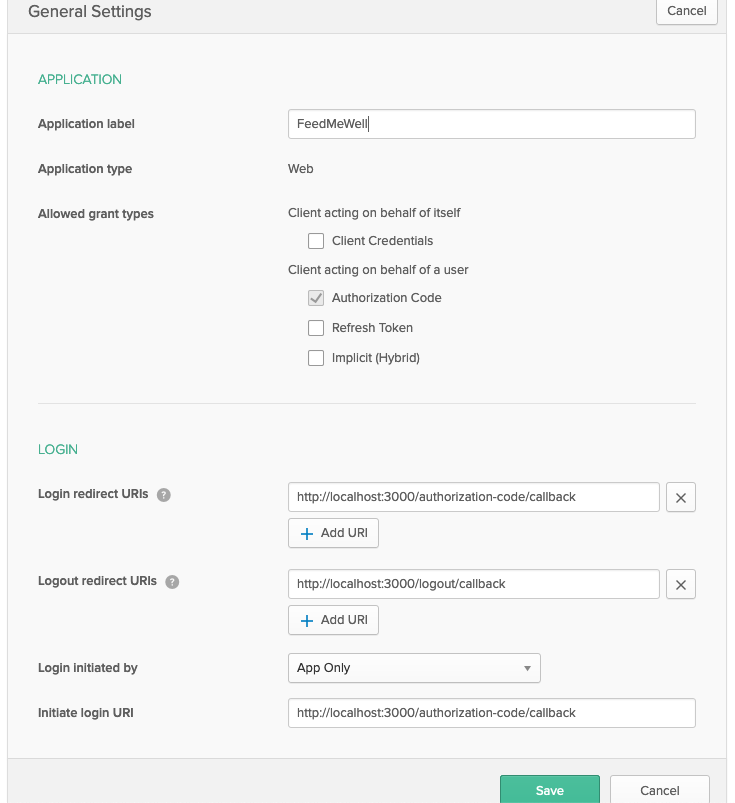 General Settings
Cancel
APPLICATION
Application label
FeedMeWell
Application type
Web
Allowed grant types
Client acting on behalf of itself
Client Credentials
Client acting on behalf of a user
Authorization Code
Refresh Token
Implicit (Hybrid)
LOGIN
Login redirect URIs ?
http://localhost:3000/authorization-code/callback
+ Add URI
Logout redirect URIs ?
http://localhost:3000/logout/callback
+ Add URI
Login initiated by
App Only
Initiate login URI
http://localhost:3000/authorization-code/callback
Save
Cancel